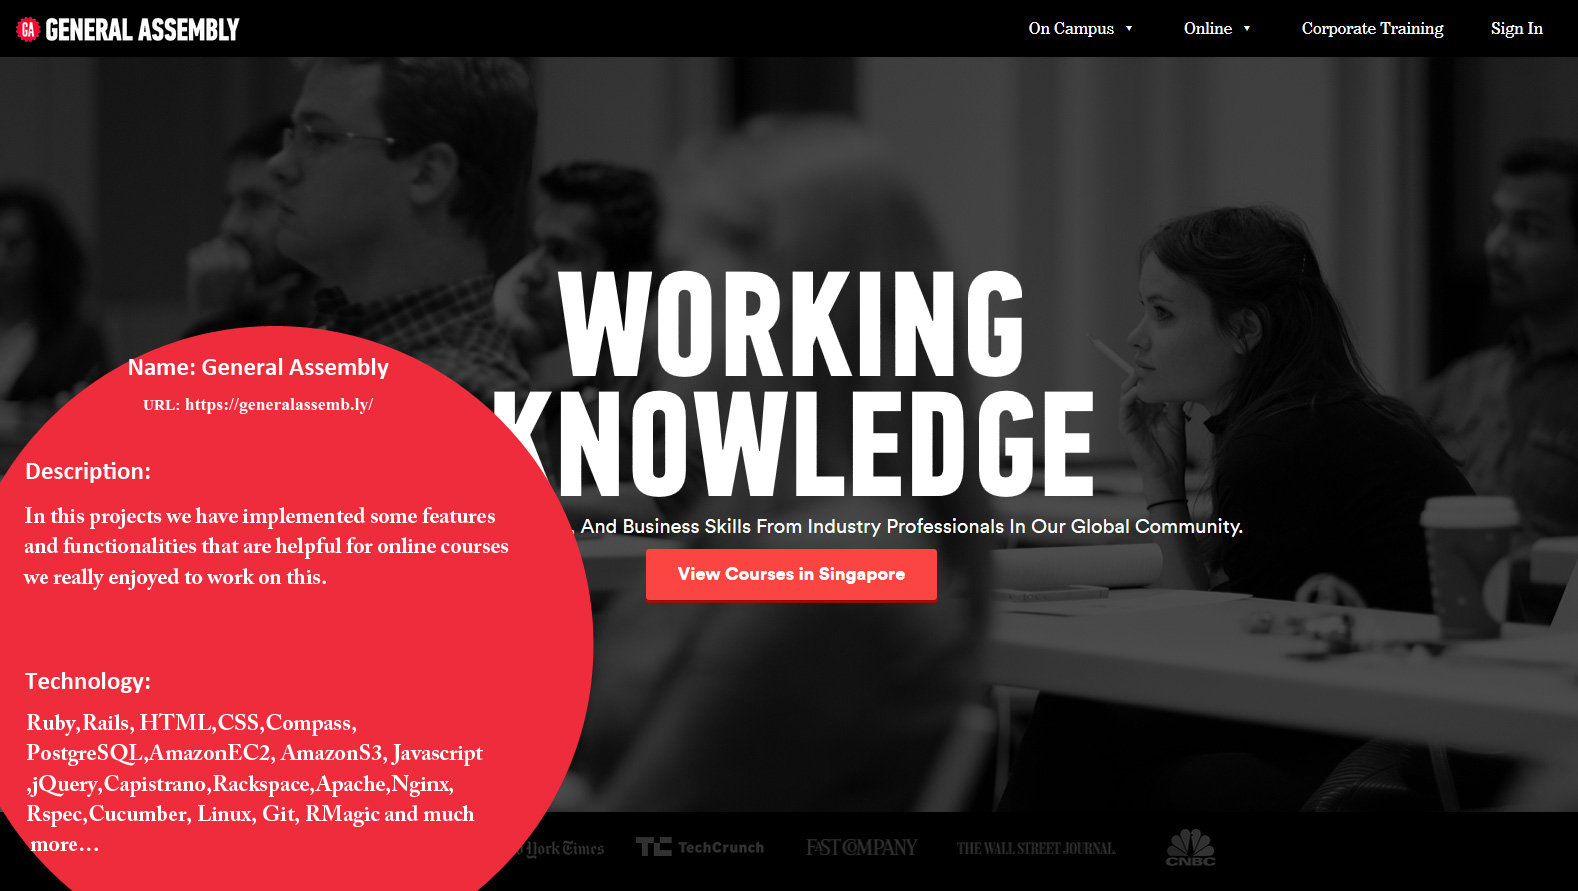 GA GENERAL ASSEMBLY
On Campus
Online
Corporate Training
Sign In
WORKING
KNOWLEDGE
, And Business Skills From Industry Professionals In Our Global Community.
View Courses in Singapore
Name: General Assembly
URL: https://generalassemb.ly/
Description:
In this projects we have implemented some features
and functionalities that are helpful for online courses
we really enjoyed to work on this.
Technology:
Ruby,Rails, HTML,CSS,Compass,
PostgreSQL,AmazonEC2, AmazonS3, Javascript
,jQuery,Capistrano,Rackspace,Apache,Nginx,
Rspec,Cucumber, Linux, Git, RMagic and much
more...
York Times
TC TechCrunch
FAST COMPANY
THE WALL STREET JOURNAL.
CNBC